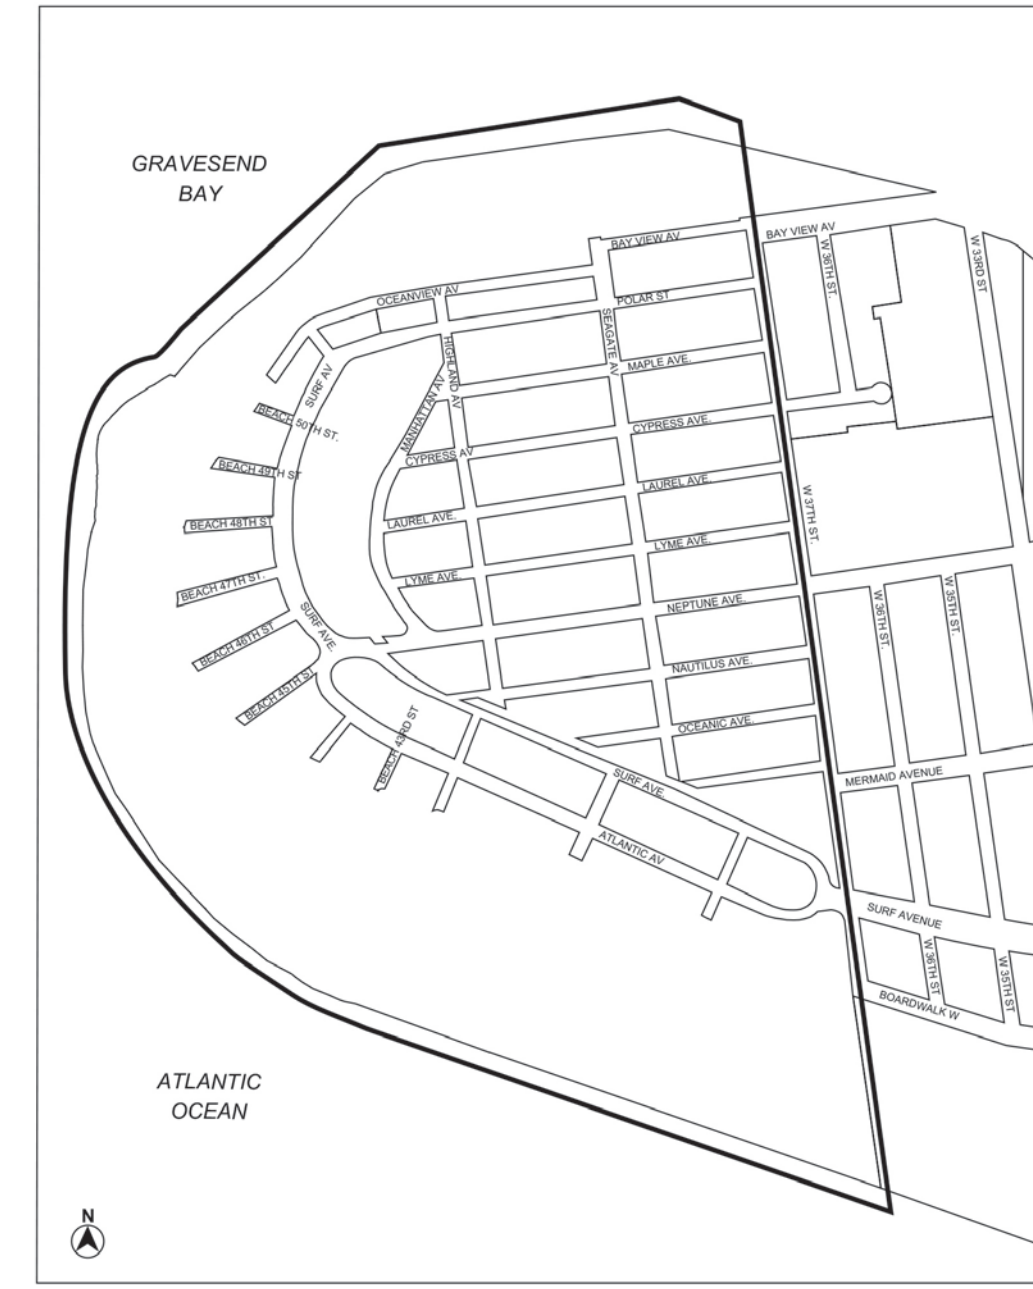 GRAVESEND
BAY
BAY VIEW AV
BAY VIEW AV
W 36TH ST.
W 33RD ST
OCEANVIEW AV
POLAR ST
SEAGATE AV
HIGHLAND AV
MAPLE AVE.
SURF AV
MANHATTAN AV
BEACH 50TH ST.
CYPRESS AVE.
CYPRESS AV
BEACH 49TH ST
LAUREL AVE.
W 37TH ST.
BEACH 48TH ST
LAUREL AVE.
LYME AVE.
BEACH 47TH ST.
LYME AVE.
NEPTUNE AVE.
W 36TH ST.
W 35TH ST.
SURF AVE.
BEACH 46TH ST
NAUTILUS AVE.
BEACH 45TH ST
BEACH 43RD ST
OCEANIC AVE.
SURF AVE.
MERMAID AVENUE
ATLANTIC AV
SURF AVENUE
W 36TH ST
W 35TH ST
BOARDWALK W
ATLANTIC
OCEAN
N